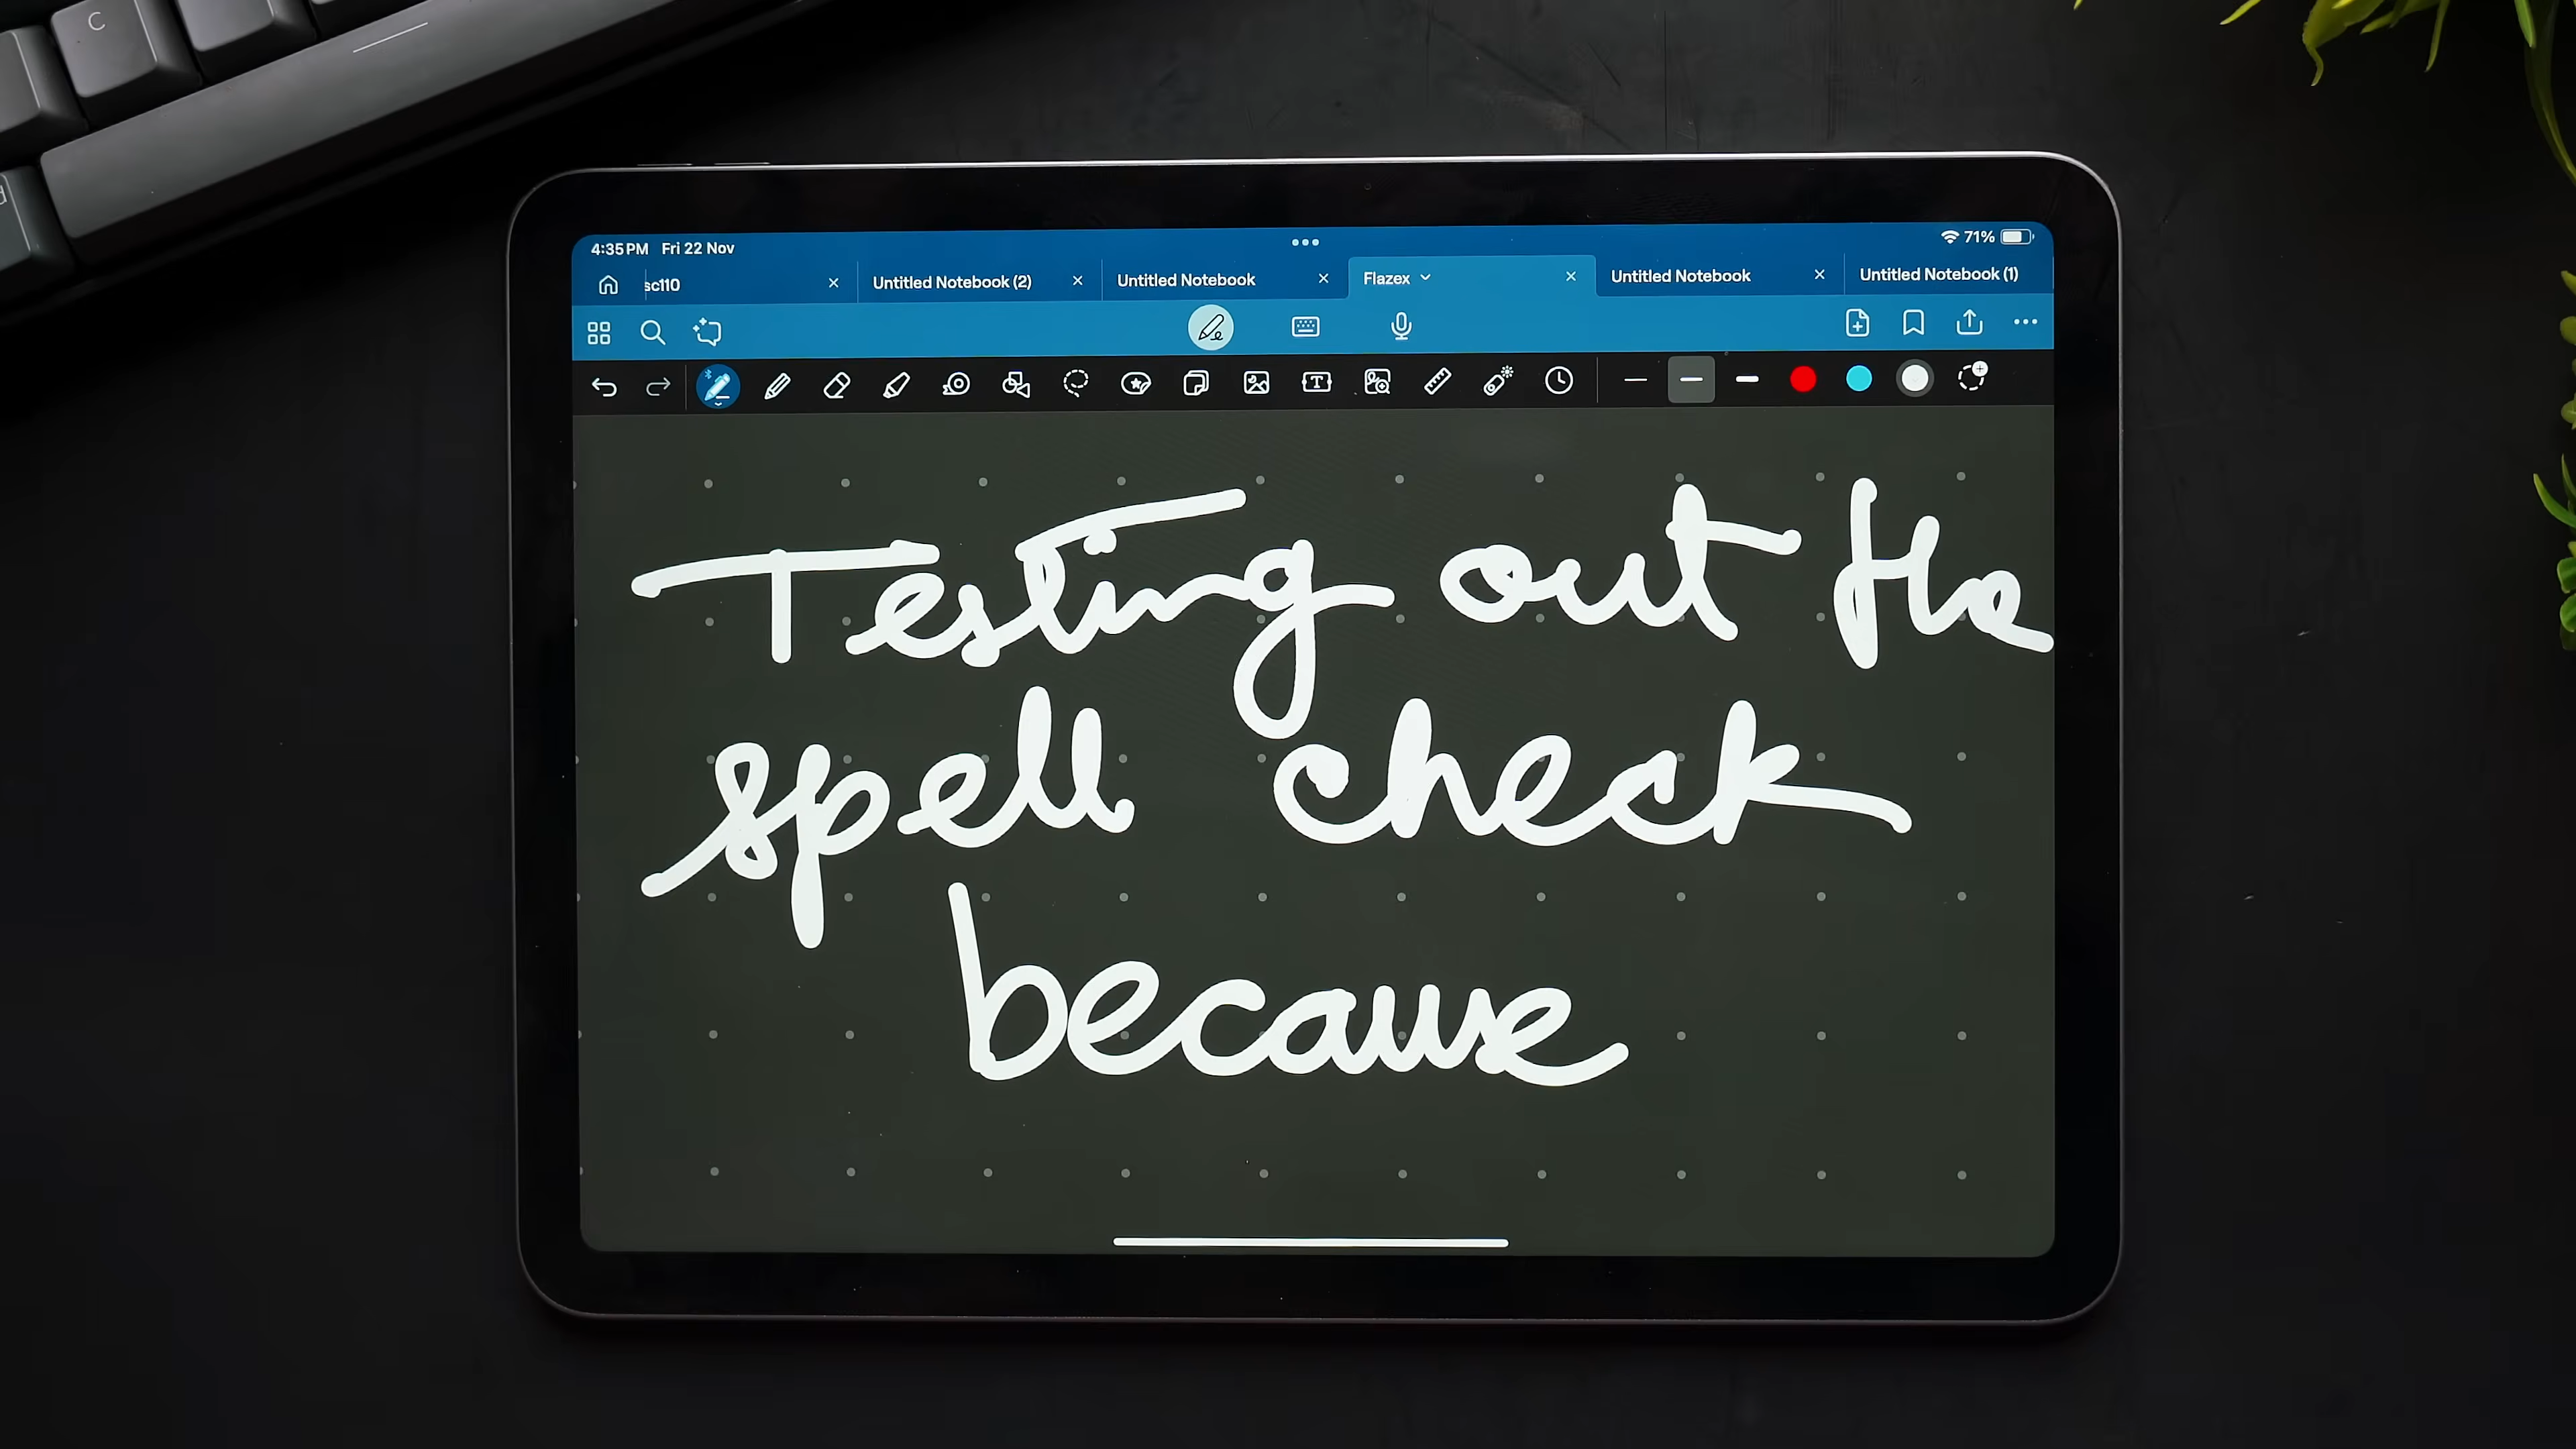 C
4:35 PM Fri 22 Nov
71%
sc110
Untitled Notebook (2)
Untitled Notebook
Flazex
Untitled Notebook
Untitled Notebook (1)
Testing out the
spell check
because